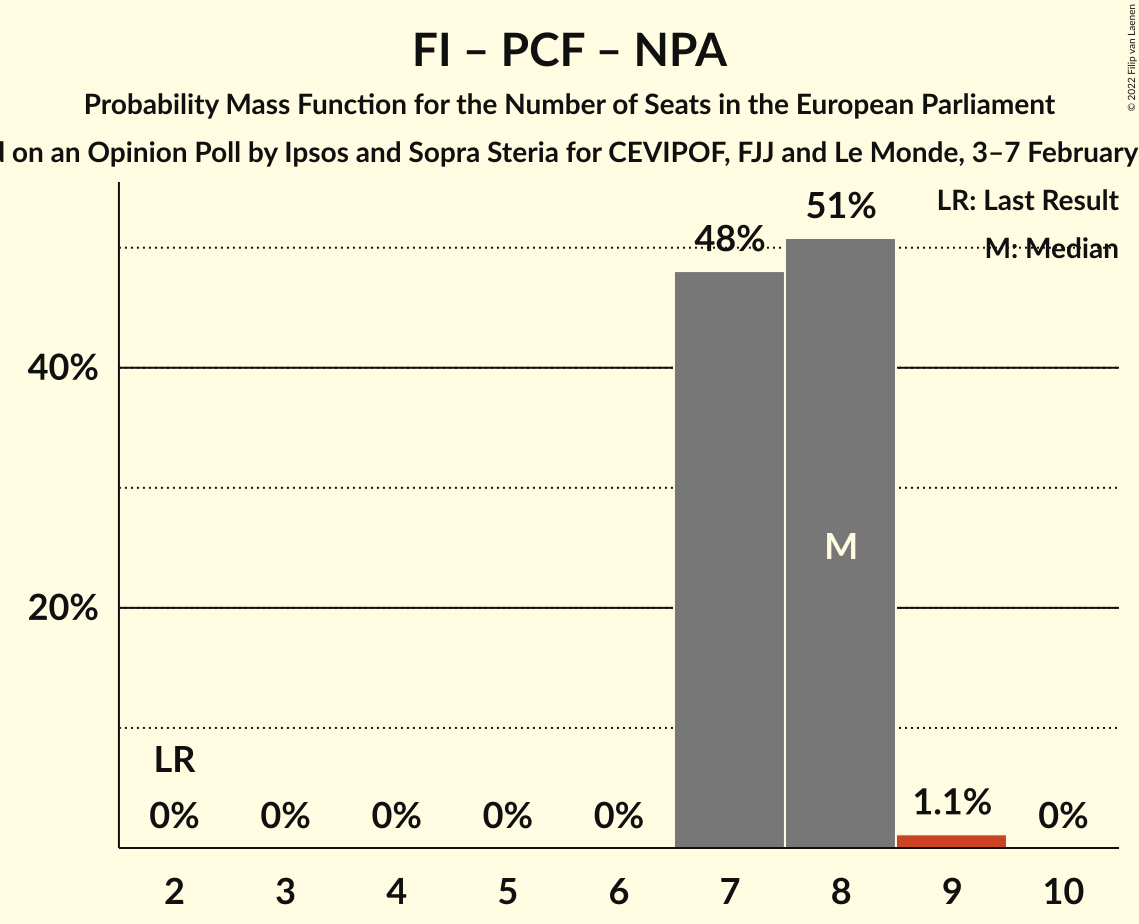 FI – PCF – NPA
Probability Mass Function for the Number of Seats in the European Parliament
on an Opinion Poll by Ipsos and Sopra Steria for CEVIPOF, FJJ and Le Monde, 3–7 February
© 2022 Filip van Laenen
LR: Last Result
M: Median
51%
48%
40%
20%
M
LR
0%
0%
0%
0%
0%
1.1%
0%
2
3
4
5
6
7
8
9
10